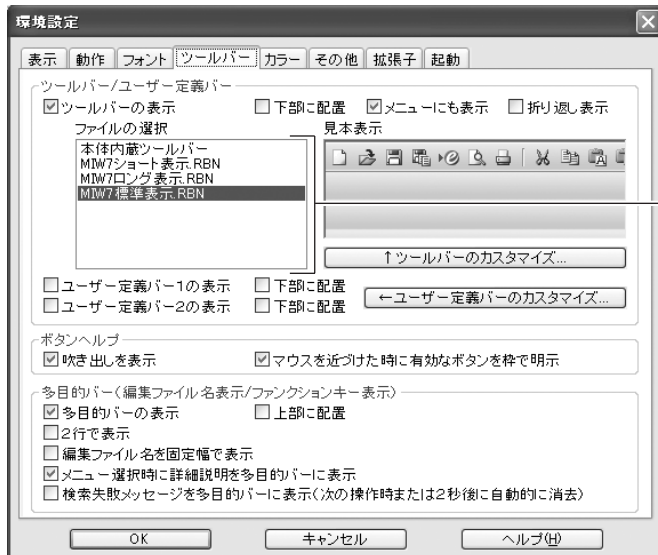 環境設定
表示 動作 フォント ツールバー カラー その他 拡張子 起動
ツールバー/ユーザー定義バー
ツールバーの表示 下部に配置 メニューにも表示 折り返し表示
ファイルの選択 見本表示
本体内蔵ツールバー
MIW7ショート表示.RBN
MIW7ロング表示.RBN
MIW7標準表示.RBN
↑ツールバーのカスタマイズ...
ユーザー定義バー1の表示 下部に配置
ユーザー定義バー2の表示 下部に配置
←ユーザー定義バーのカスタマイズ...
ボタンヘルプ
吹き出しを表示 マウスを近づけた時に有効なボタンを枠で明示
多目的バー(編集ファイル名表示/ファンクションキー表示)
多目的バーの表示 上部に配置
2行で表示
編集ファイル名を固定幅で表示
メニュー選択時に詳細説明を多目的バーに表示
検索失敗メッセージを多目的バーに表示(次の操作時または2秒後に自動的に消去)
OK キャンセル ヘルプ(H)